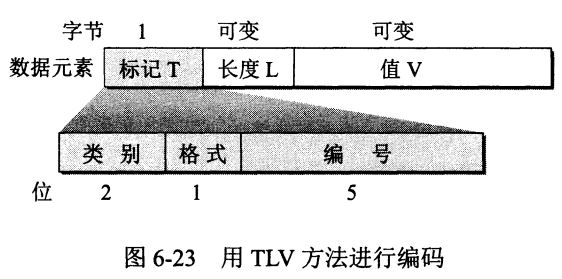 字节 1 可变 可变
数据元素 标记 T 长度 L 值 V
类 别 格 式 编 号
位 2 1 5
图 6-23 用 TLV 方法进行编码